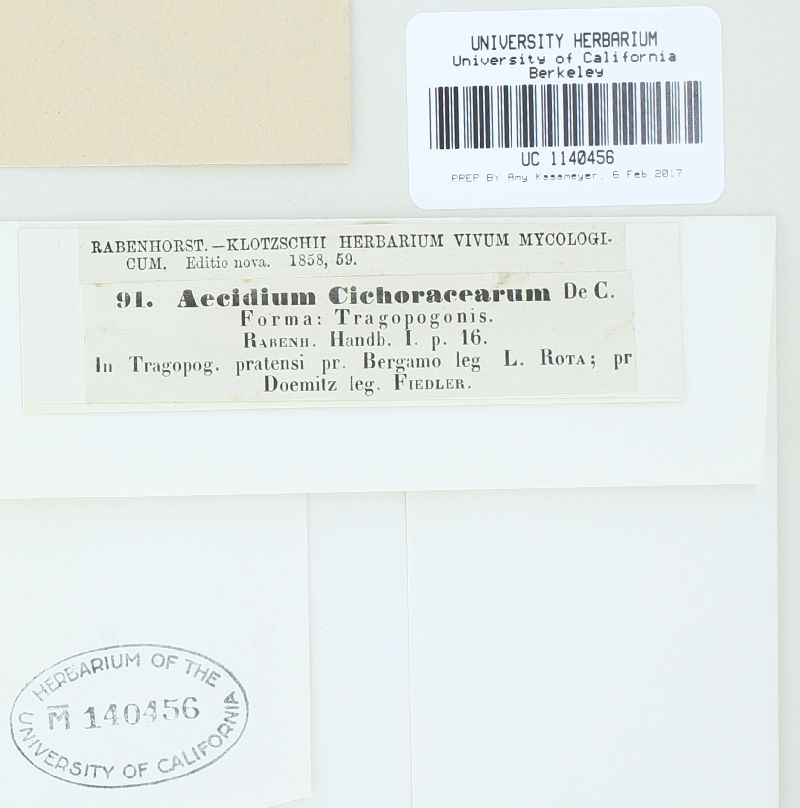 UNIVERSITY HERBARIUM
University of California
Berkeley
UC 1140456
PREP BY Amy Kasameyer, 6 Feb 2017
RABENHORST.—KLOTZSCHII HERBARIUM VIVUM MYCOLOGI-
CUM. Editio nova. 1858, 59.
91. Aecidium Cichoracearum De C.
Forma: Tragopogonis.
RABENH. Handb. I. p. 16.
In Tragopog. pratensi pr. Bergamo leg L. ROTA; pr
Doemitz leg. FIEDLER.
HERBARIUM OF THE
M 140456
UNIVERSITY OF CALIFORNIA